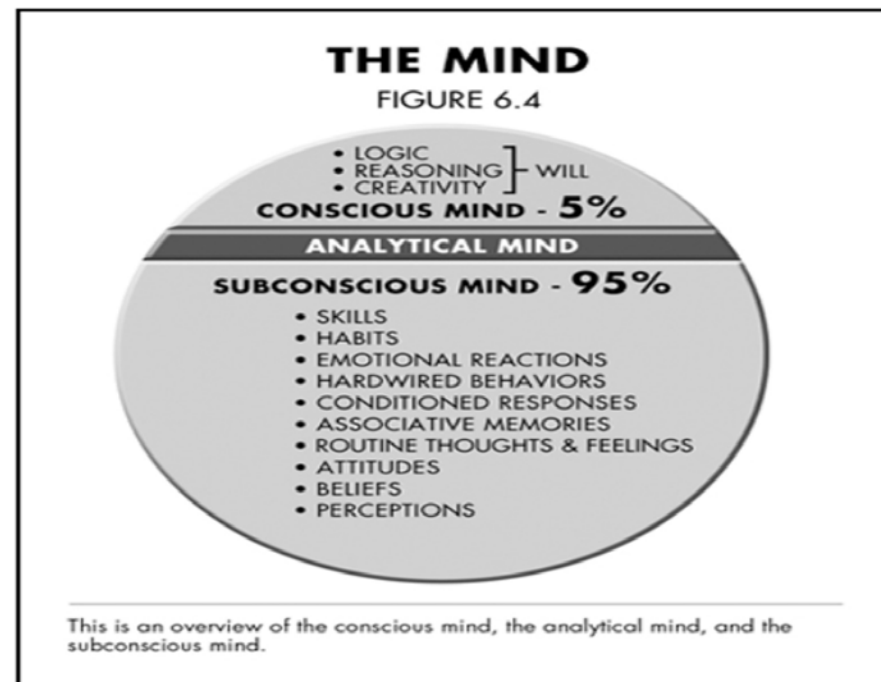 THE MIND
FIGURE 6.4
• LOGIC
• REASONING WILL
• CREATIVITY
CONSCIOUS MIND - 5%
ANALYTICAL MIND
SUBCONSCIOUS MIND - 95%
• SKILLS
• HABITS
• EMOTIONAL REACTIONS
• HARDWIRED BEHAVIORS
• CONDITIONED RESPONSES
• ASSOCIATIVE MEMORIES
• ROUTINE THOUGHTS & FEELINGS
• ATTITUDES
• BELIEFS
• PERCEPTIONS
This is an overview of the conscious mind, the analytical mind, and the
subconscious mind.